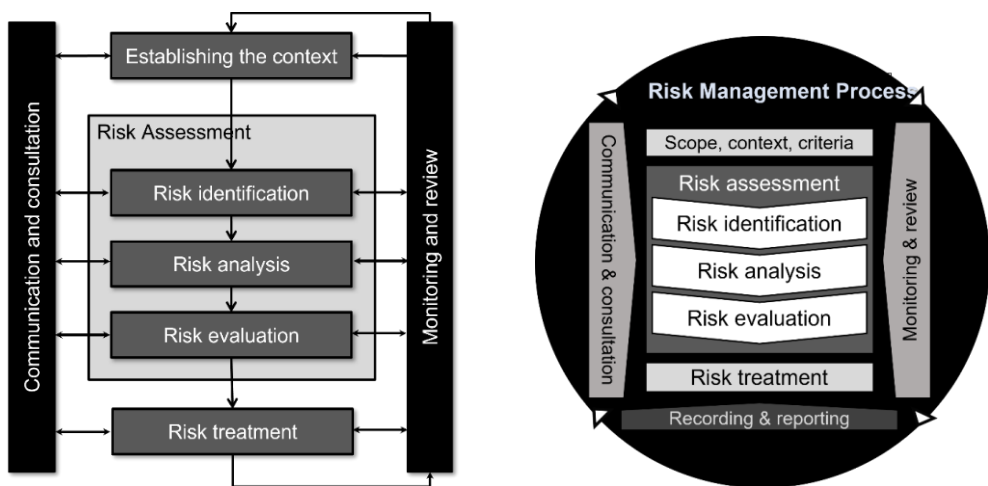 Communication and consultation
Establishing the context
Risk Assessment
Risk identification
Risk analysis
Risk evaluation
Risk treatment
Monitoring and review
Risk Management Process
Communication & consultation
Scope, context, criteria
Risk assessment
Risk identification
Risk analysis
Risk evaluation
Risk treatment
Monitoring & review
Recording & reporting